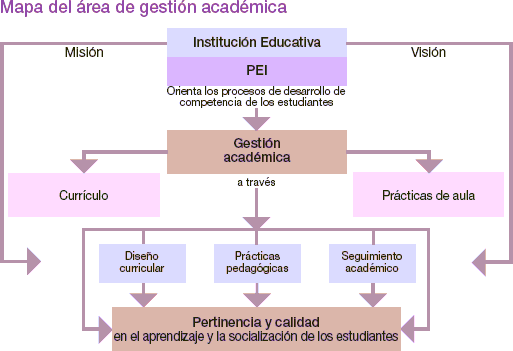 Mapa del área de gestión académica
Misión
Institución Educativa
Visión
PEI
Orienta los procesos de desarrollo de
competencia de los estudiantes
Gestión
académica
Currículo
a través
Prácticas de aula
Diseño
curricular
Prácticas
pedagógicas
Seguimiento
académico
Pertinencia y calidad
en el aprendizaje y la socialización de los estudiantes